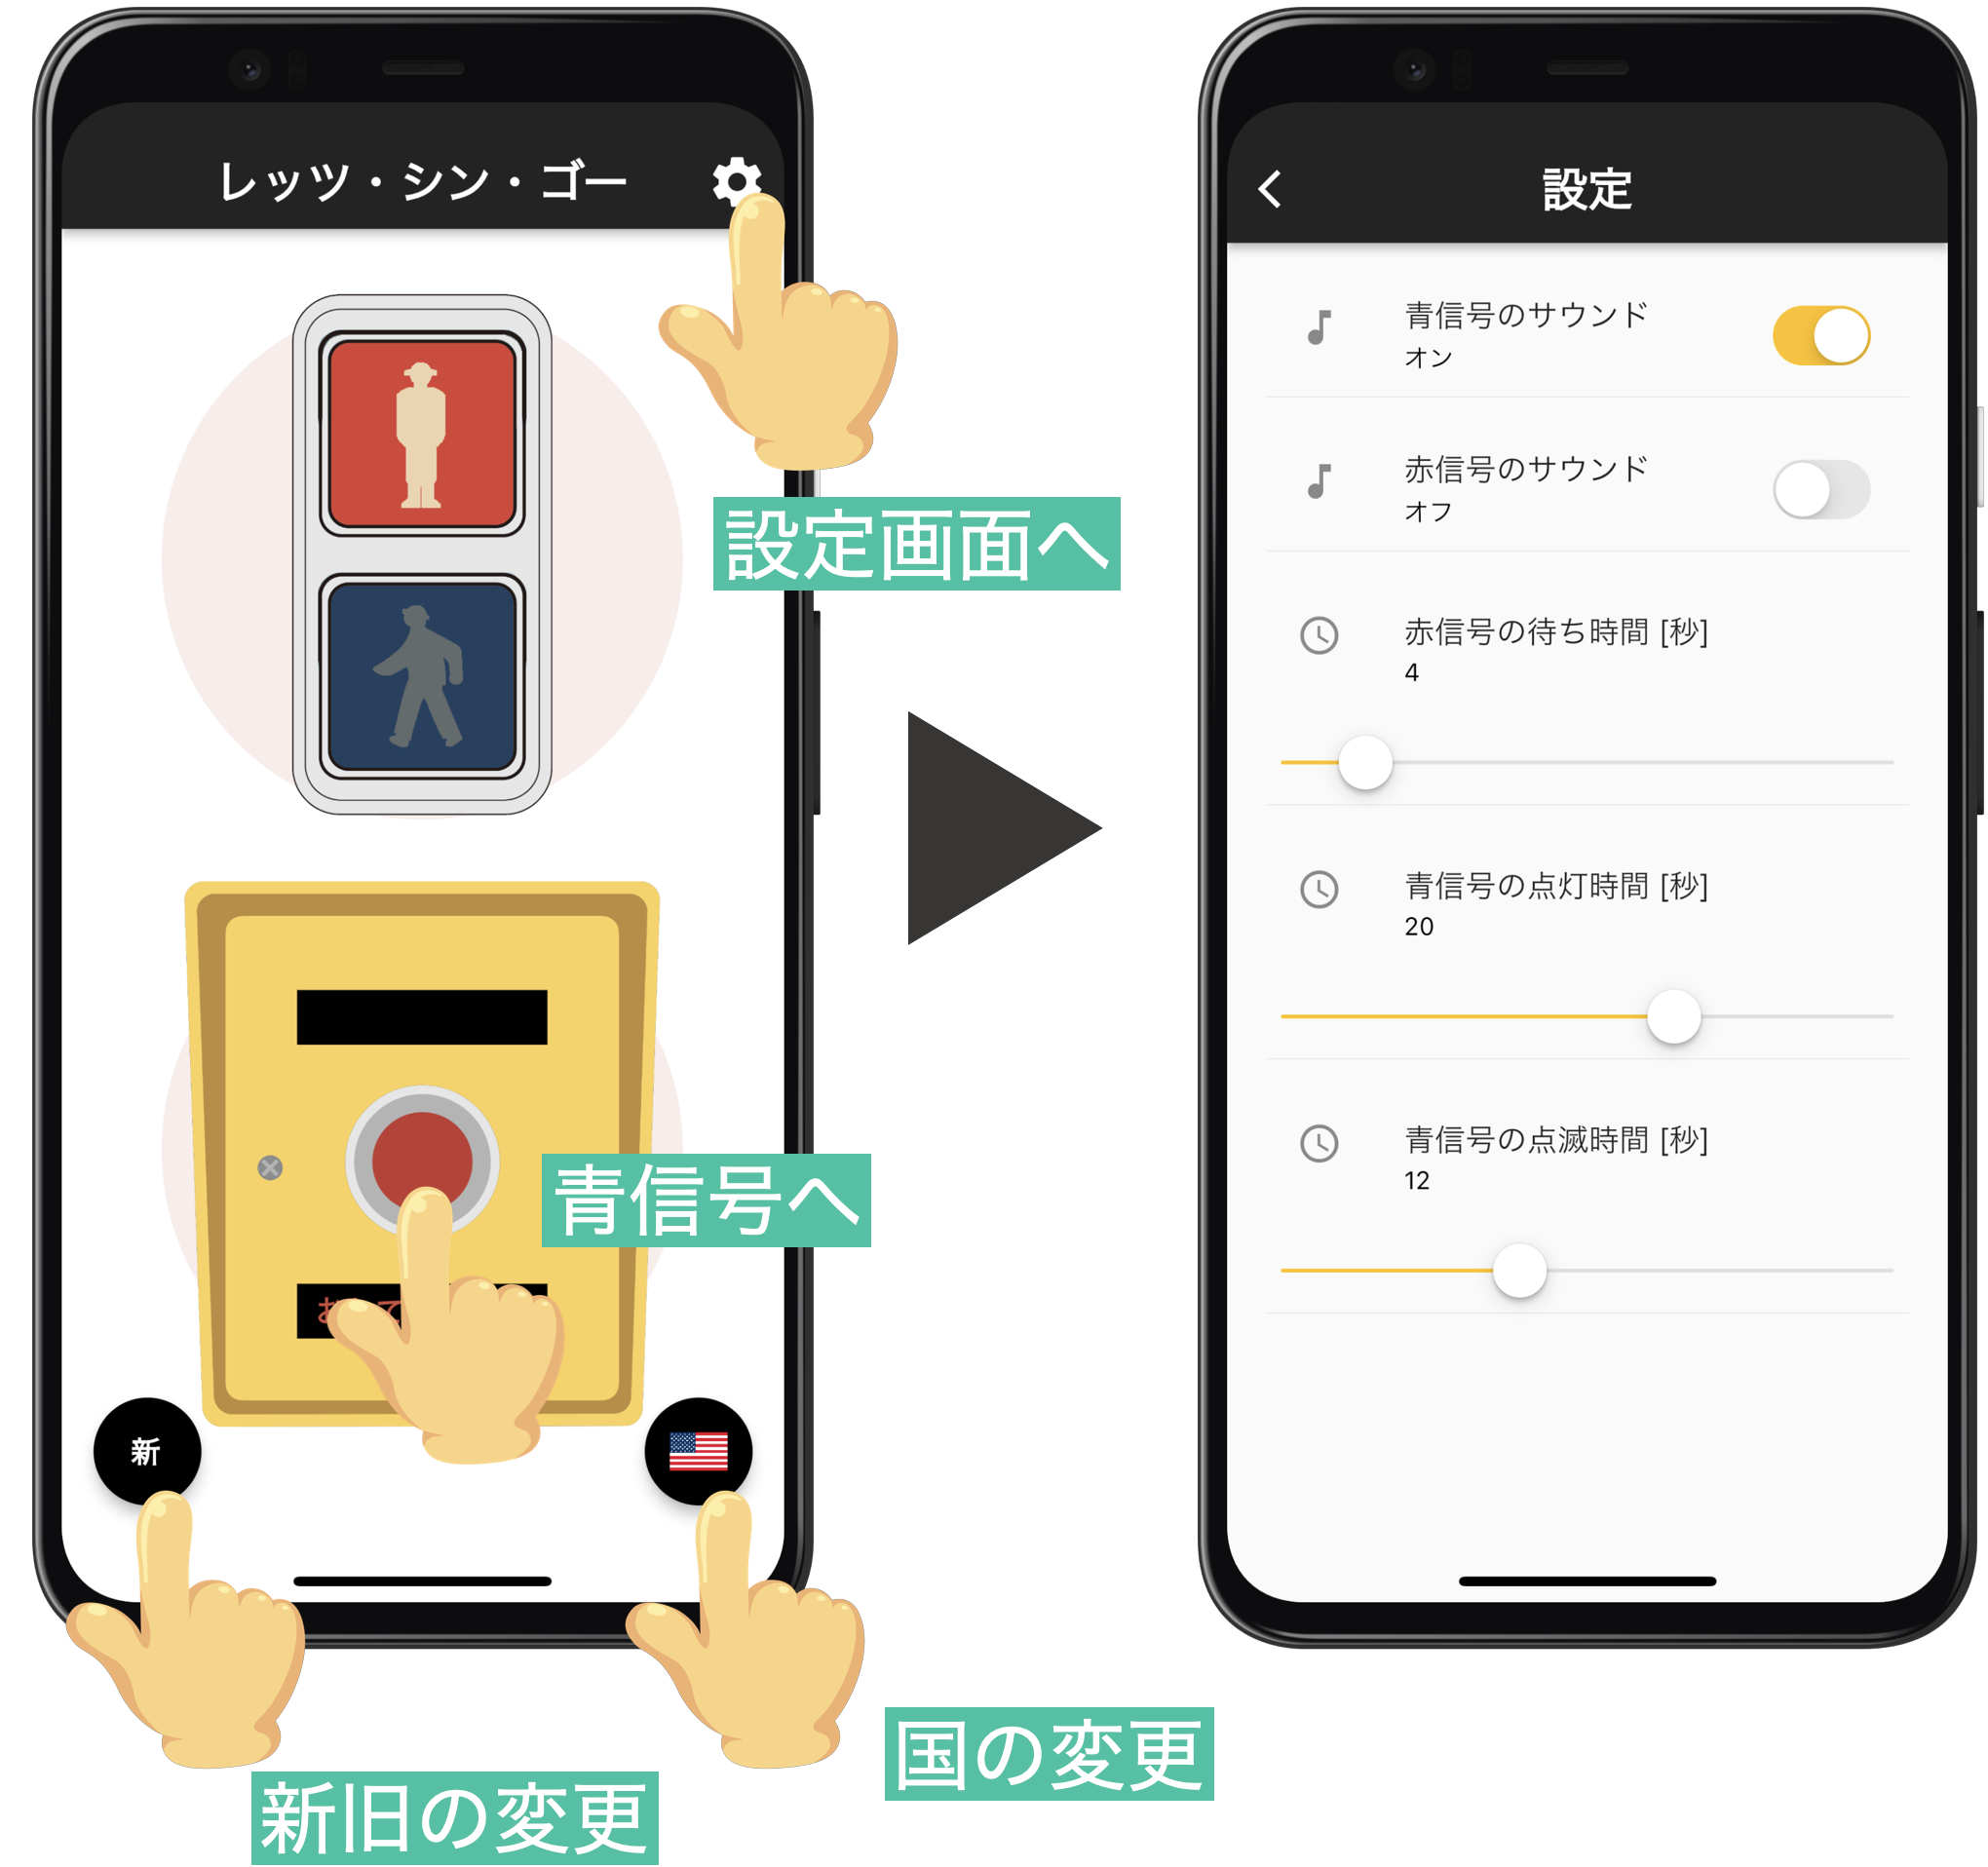 レッツ・シン・ゴー
設定画面へ
青信号へ
新
新旧の変更
国の変更
設定
青信号のサウンド
オン
赤信号のサウンド
オフ
赤信号の待ち時間 [秒]
4
青信号の点灯時間 [秒]
20
青信号の点滅時間 [秒]
12